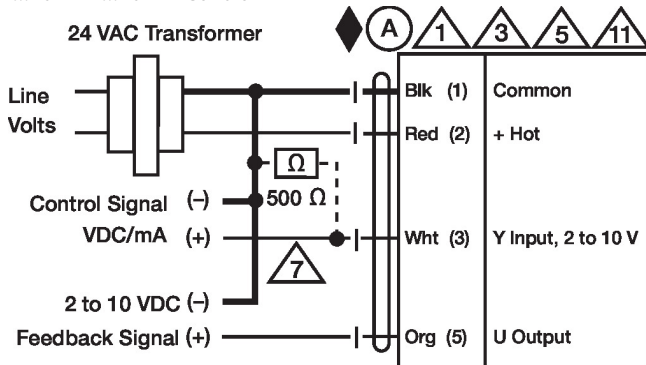 24 VAC Transformer
A 1 3 5 11
Line
Volts
Blk (1) Common
Red (2) + Hot
Ω
500 Ω
Control Signal (-)
VDC/mA (+)
Wht (3) Y Input, 2 to 10 V
7
2 to 10 VDC (-)
Feedback Signal (+)
Org (5) U Output